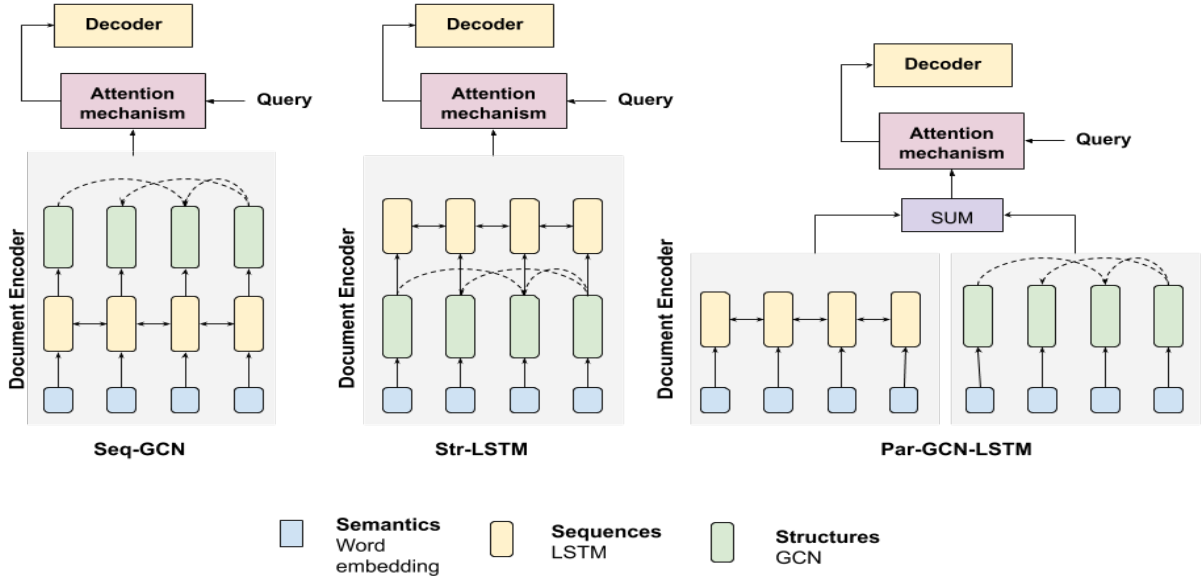 Decoder
Attention
mechanism
Query
Document Encoder
Seq-GCN
Decoder
Attention
mechanism
Query
Document Encoder
Str-LSTM
Decoder
Attention
mechanism
Query
SUM
Document Encoder
Par-GCN-LSTM
Semantics
Word
embedding
Sequences
LSTM
Structures
GCN